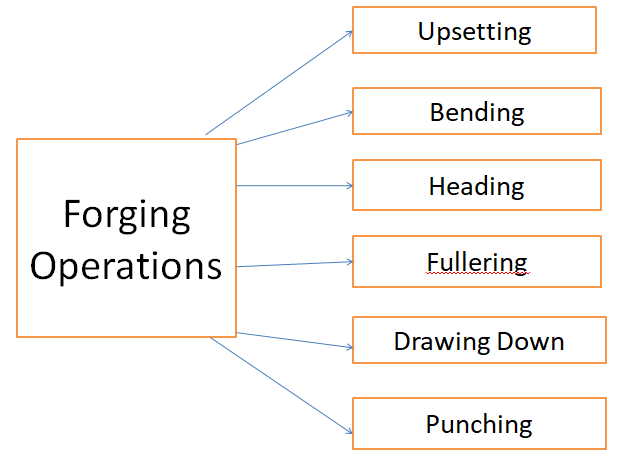 Forging
Operations
Upsetting
Bending
Heading
Fullering
Drawing Down
Punching